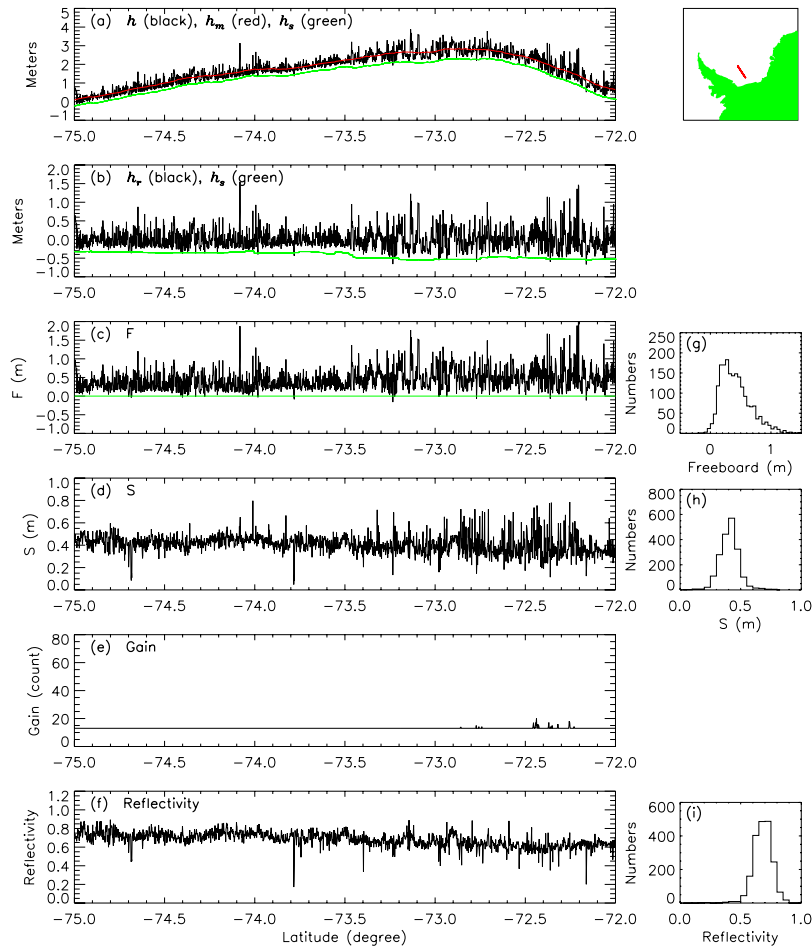 (a) h (black), hm (red), hs (green)
Meters
5
4
3
2
1
0
−1
−75.0 −74.5 −74.0 −73.5 −73.0 −72.5 −72.0
(b) hr (black), hs (green)
Meters
2.0
1.5
1.0
0.5
0.0
−0.5
−1.0
−75.0 −74.5 −74.0 −73.5 −73.0 −72.5 −72.0
(c) F
F (m)
2.0
1.5
1.0
0.5
0.0
−0.5
−1.0
−75.0 −74.5 −74.0 −73.5 −73.0 −72.5 −72.0
(g)
Numbers
250
200
150
100
50
0
0 1
Freeboard (m)
(d) S
S (m)
1.0
0.8
0.6
0.4
0.2
0.0
−75.0 −74.5 −74.0 −73.5 −73.0 −72.5 −72.0
(h)
Numbers
800
600
400
200
0
0.0 0.5 1.0
S (m)
(e) Gain
Gain (count)
80
60
40
20
0
−75.0 −74.5 −74.0 −73.5 −73.0 −72.5 −72.0
(f) Reflectivity
Reflectivity
1.2
1.0
0.8
0.6
0.4
0.2
0.0
−75.0 −74.5 −74.0 −73.5 −73.0 −72.5 −72.0
Latitude (degree)
(i)
Numbers
600
400
200
0
0.0 0.5 1.0
Reflectivity